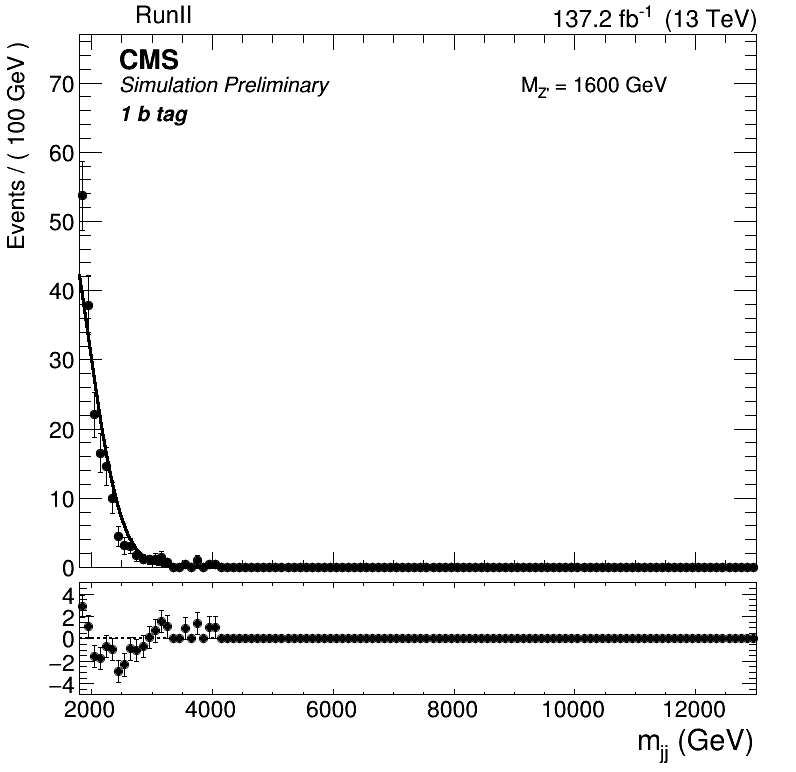 RunII
137.2 fb⁻¹ (13 TeV)
CMS
Simulation Preliminary
M_Z' = 1600 GeV
1 b tag
Events / ( 100 GeV )
70
60
50
40
30
20
10
0
4
2
0
−2
−4
2000 4000 6000 8000 10000 12000
m_jj (GeV)